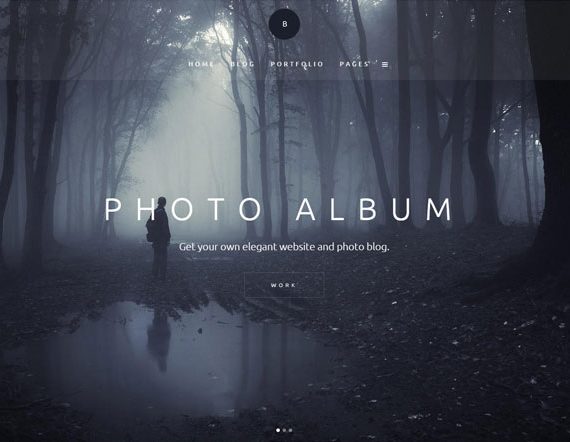 B
HOME BLOG PORTFOLIO PAGES
PHOTO ALBUM
Get your own elegant website and photo blog.
WORK